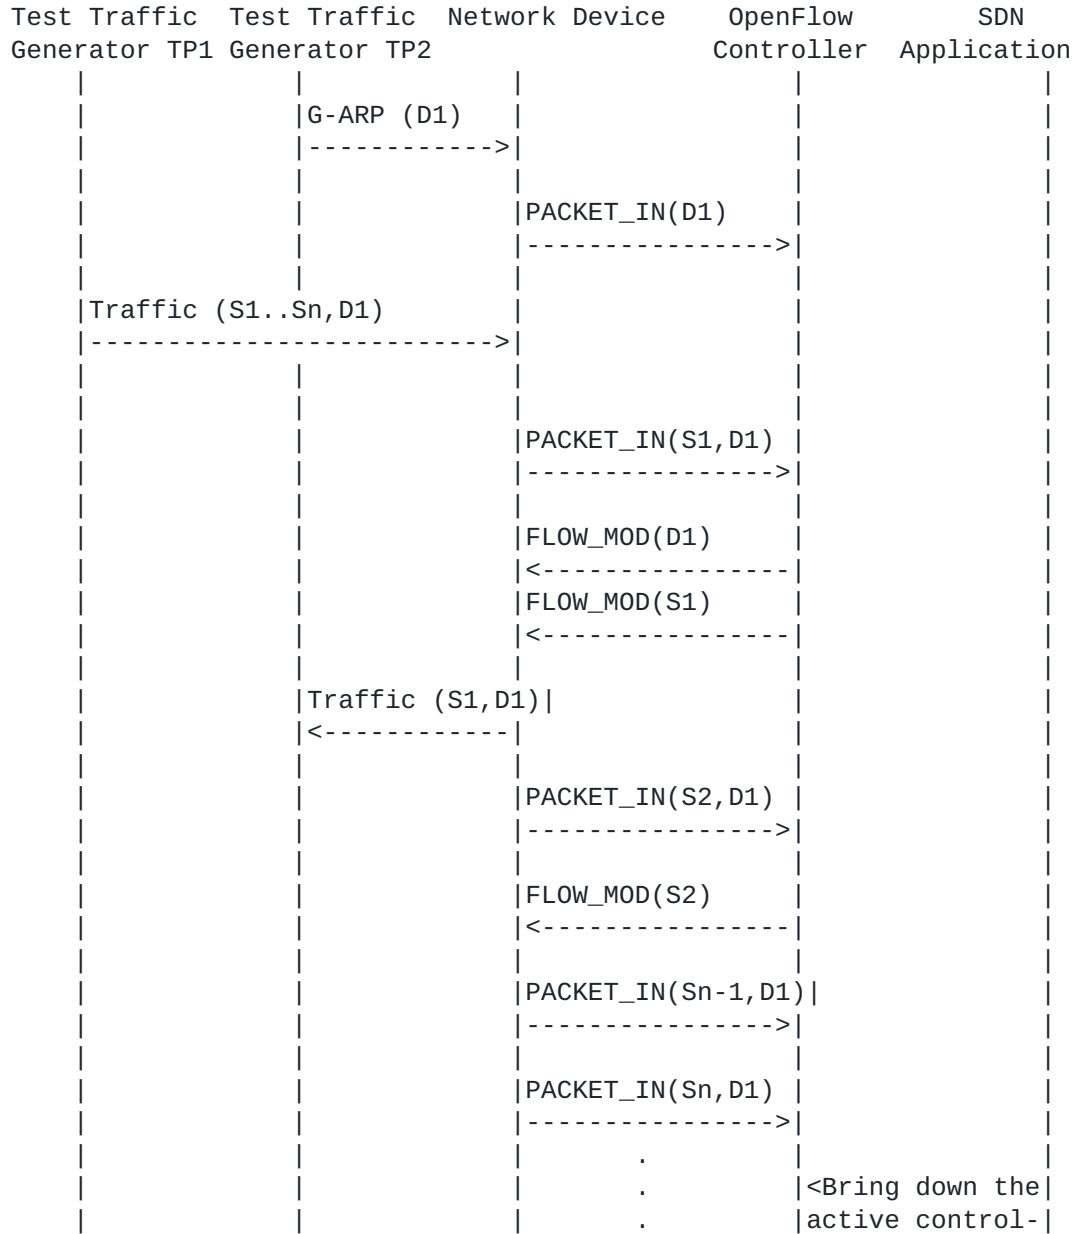 Test Traffic  Test Traffic  Network Device    OpenFlow        SDN
Generator TP1 Generator TP2                  Controller  Application
    |             |             |                 |               |
    |             |G-ARP (D1)   |                 |               |
    |             |------------>|                 |               |
    |             |             |                 |               |
    |             |             |PACKET_IN(D1)    |               |
    |             |             |---------------->|               |
    |             |             |                 |               |
    |Traffic (S1..Sn,D1)        |                 |               |
    |-------------------------->|                 |               |
    |             |             |                 |               |
    |             |             |                 |               |
    |             |             |PACKET_IN(S1,D1) |               |
    |             |             |---------------->|               |
    |             |             |                 |               |
    |             |             |FLOW_MOD(D1)     |               |
    |             |             |<----------------|               |
    |             |             |FLOW_MOD(S1)     |               |
    |             |             |<----------------|               |
    |             |             |                 |               |
    |             |Traffic (S1,D1)|               |               |
    |             |<------------|                 |               |
    |             |             |                 |               |
    |             |             |PACKET_IN(S2,D1) |               |
    |             |             |---------------->|               |
    |             |             |                 |               |
    |             |             |FLOW_MOD(S2)     |               |
    |             |             |<----------------|               |
    |             |             |                 |               |
    |             |             |PACKET_IN(Sn-1,D1)|              |
    |             |             |---------------->|               |
    |             |             |                 |               |
    |             |             |PACKET_IN(Sn,D1) |               |
    |             |             |---------------->|               |
    |             |             |       .         |               |
    |             |             |       .         |<Bring down the|
    |             |             |       .         |active control-|